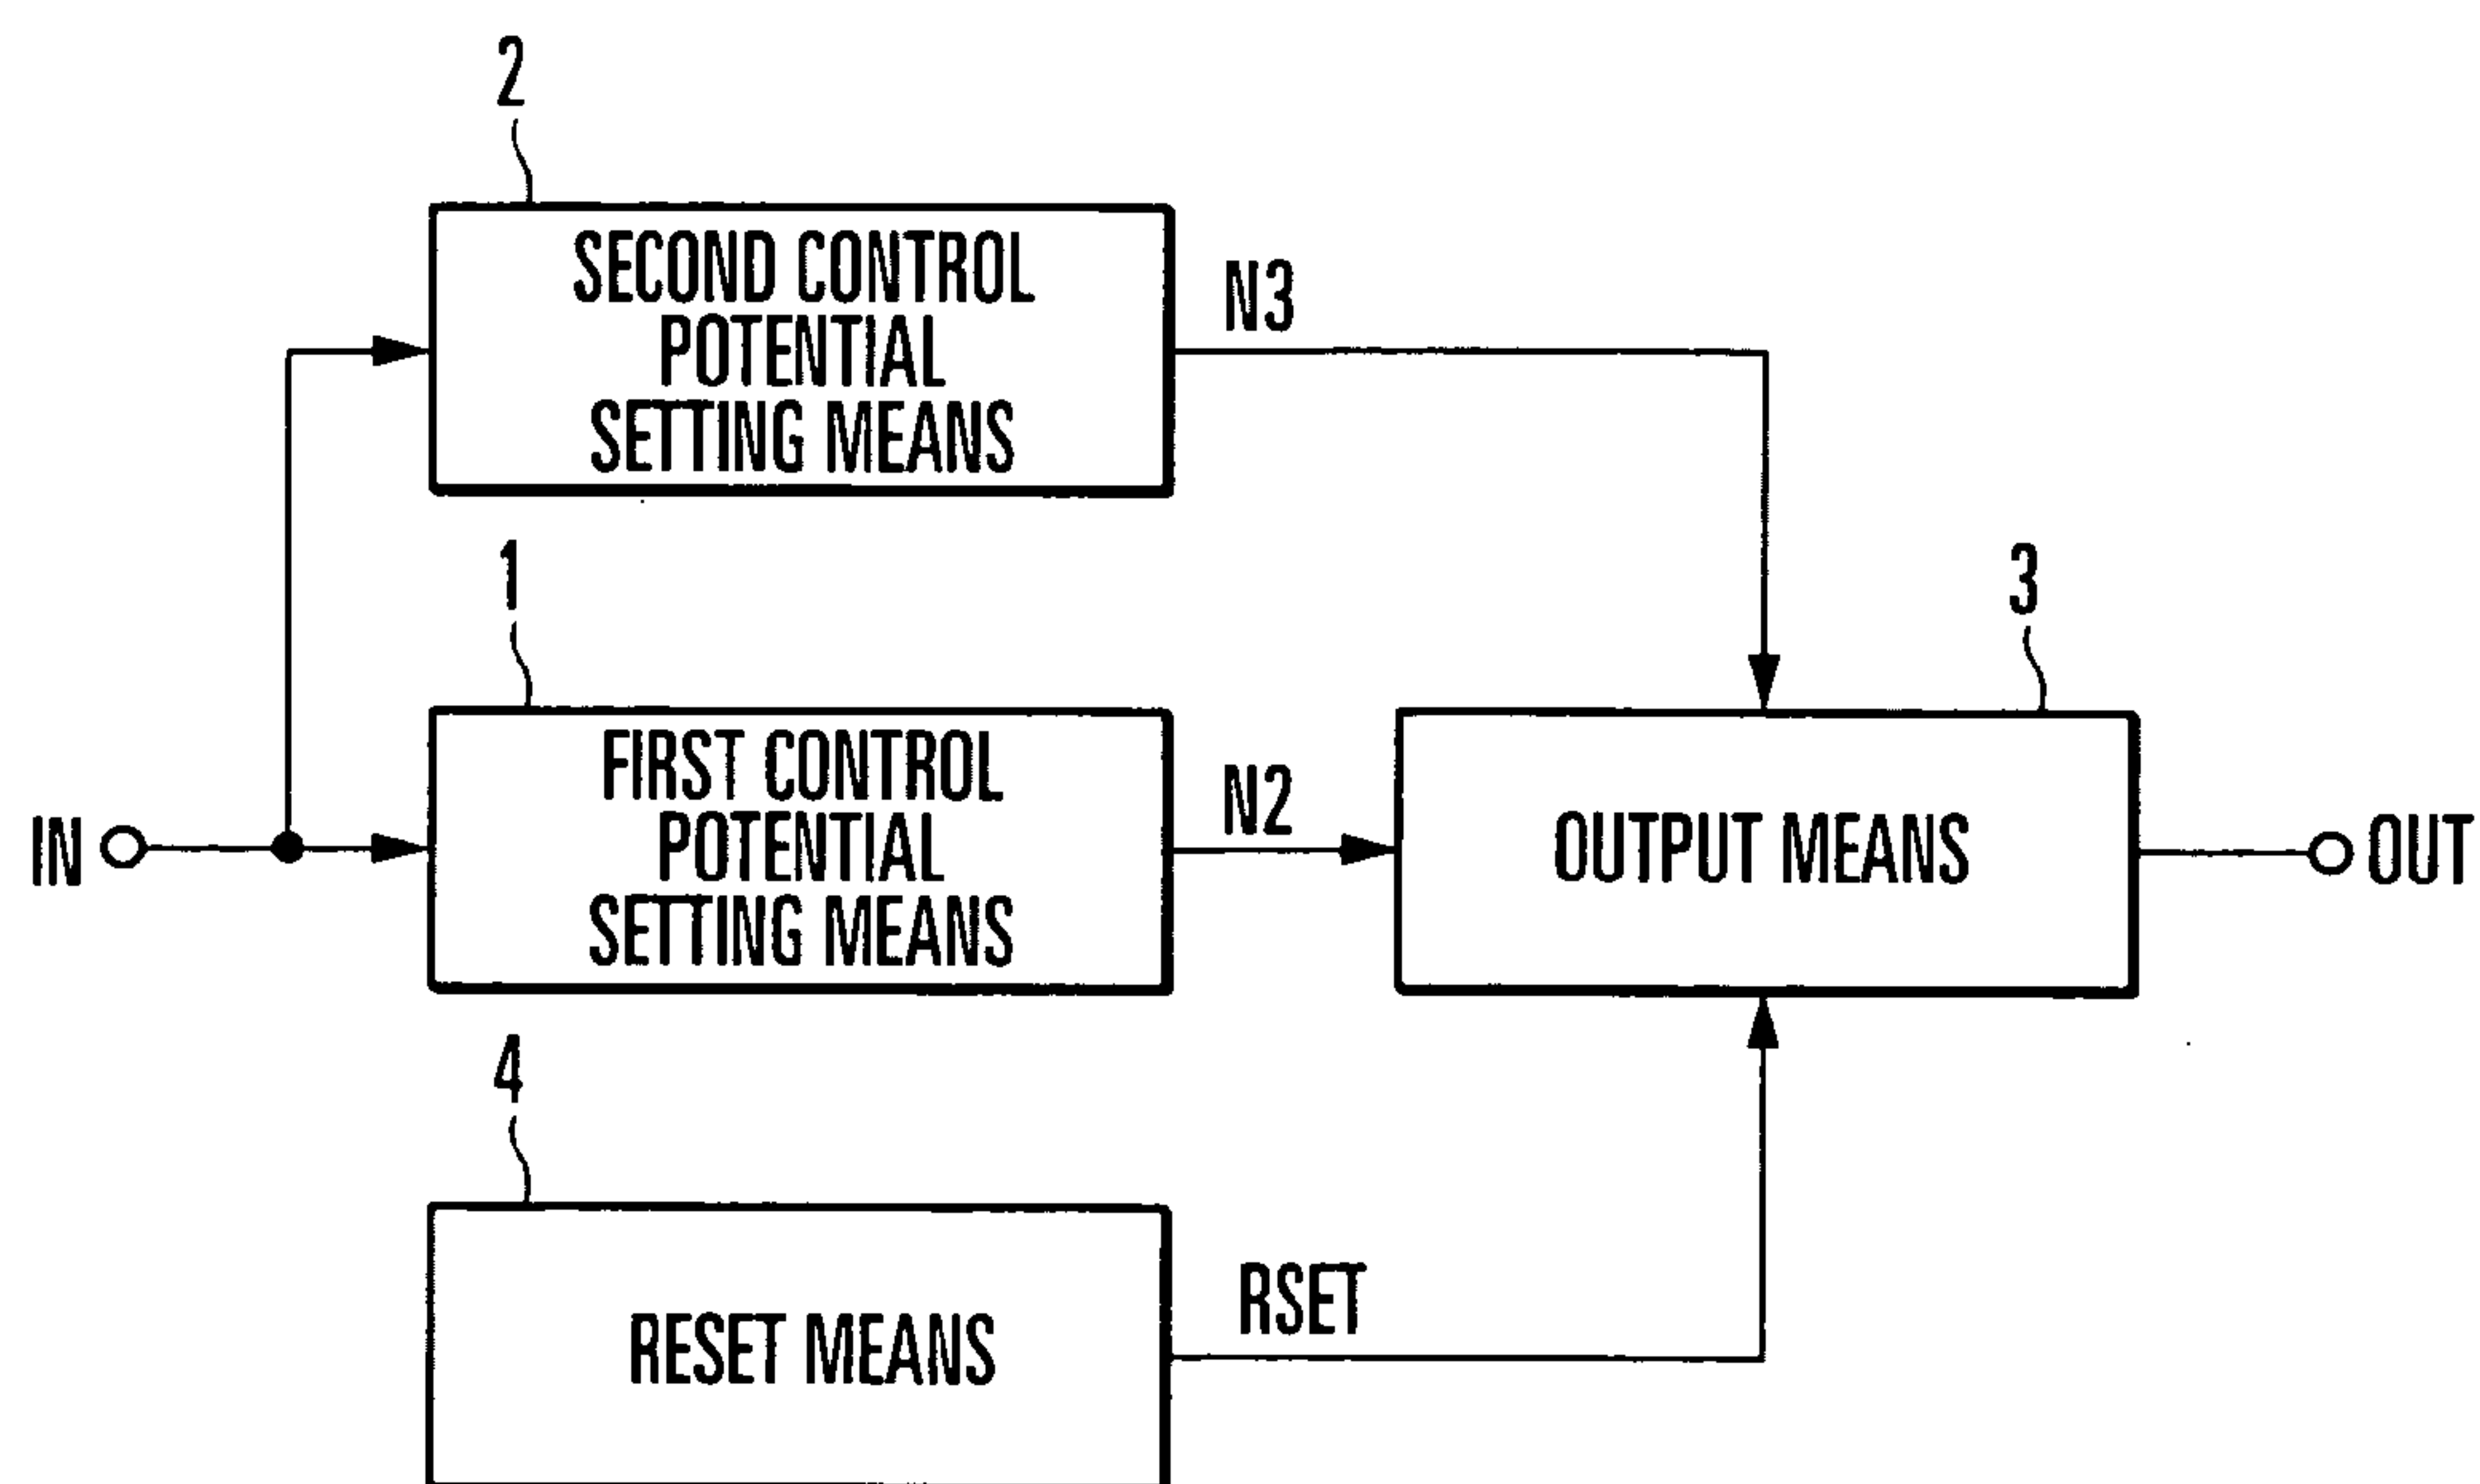 2
SECOND CONTROL
POTENTIAL
SETTING MEANS
N3
1
FIRST CONTROL
POTENTIAL
SETTING MEANS
N2
3
OUTPUT MEANS
IN
OUT
4
RESET MEANS
RSET